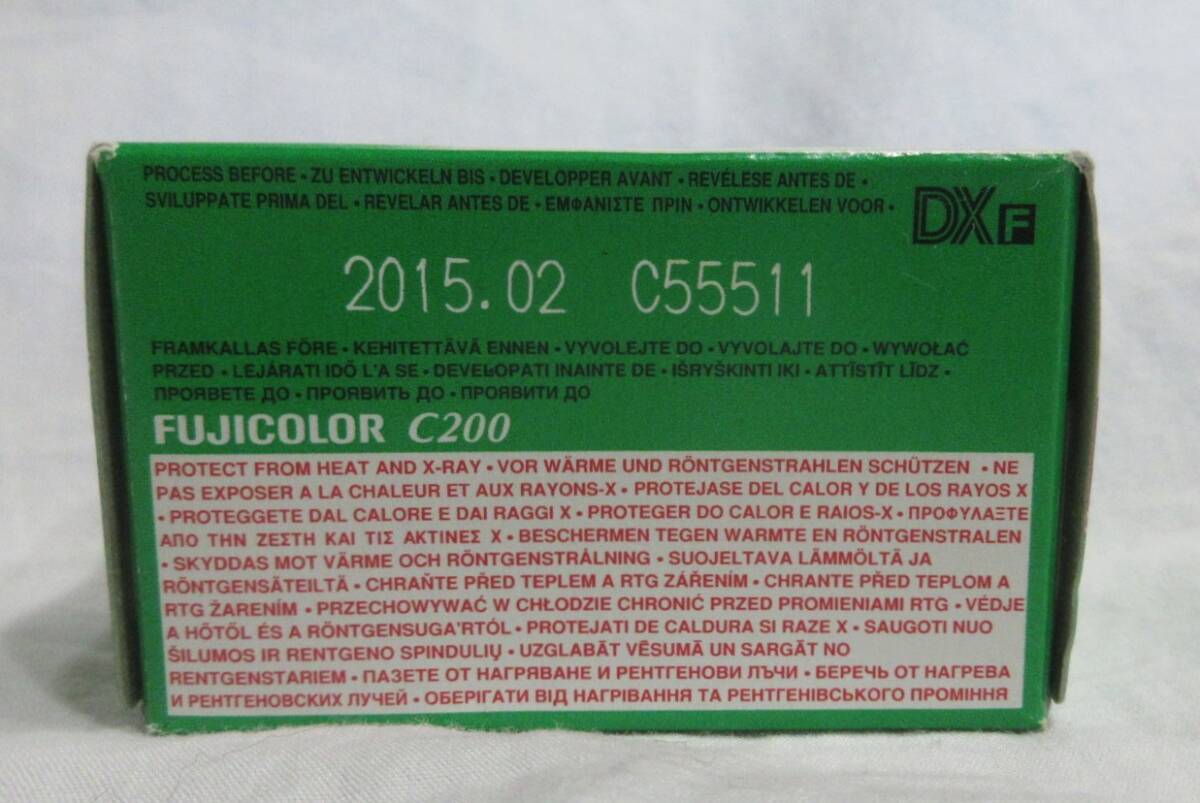 PROCESS BEFORE • ZU ENTWICKELN BIS • DEVELOPPER AVANT • REVÉLESE ANTES DE •
SVILUPPATE PRIMA DEL • REVELAR ANTES DE • ΕΜΦΑΝΙΣΤΕ ΠΡΙΝ • ONTWIKKELEN VOOR •
DX F
2015.02 C55511
FRAMKALLAS FÖRE • KEHITETTÄVÄ ENNEN • VYVOLEJTE DO • VYVOLAJTE DO • WYWOŁAĆ
PRZED • LEJÁRATI IDŐ L'A SE • DEVELOPATI INAINTE DE • IŠRYŠKINTI IKI • ATTĪSTĪT LĪDZ •
ПРОЯВЕТЕ ДО • ПРОЯВИТЬ ДО • ПРОЯВИТИ ДО
FUJICOLOR C200
PROTECT FROM HEAT AND X-RAY • VOR WÄRME UND RÖNTGENSTRAHLEN SCHÜTZEN • NE
PAS EXPOSER A LA CHALEUR ET AUX RAYONS-X • PROTEJASE DEL CALOR Y DE LOS RAYOS X
• PROTEGGETE DAL CALORE E DAI RAGGI X • PROTEGER DO CALOR E RAIOS-X • ΠΡΟΦΥΛΑΞΤΕ
ΑΠΟ ΤΗΝ ΖΕΣΤΗ ΚΑΙ ΤΙΣ ΑΚΤΙΝΕΣ Χ • BESCHERMEN TEGEN WARMTE EN RÖNTGENSTRALEN
• SKYDDAS MOT VÄRME OCH RÖNTGENSTRÅLNING • SUOJELTAVA LÄMMÖLTÄ JA
RÖNTGENSÄTEILTÄ • CHRAŇTE PŘED TEPLEM A RTG ZÁŘENÍM • CHRANTE PŘED TEPLOM A
RTG ŽARENÍM • PRZECHOWYWAĆ W CHŁODZIE CHRONIĆ PRZED PROMIENIAMI RTG • VÉDJE
A HŐTŐL ÉS A RÖNTGENSUGA'RTÓL • PROTEJATI DE CALDURA SI RAZE X • SAUGOTI NUO
ŠILUMOS IR RENTGENO SPINDULIŲ • UZGLABĀT VĒSUMĀ UN SARGĀT NO
RENTGENSTARIEM • ПАЗЕТЕ ОТ НАГРЯВАНЕ И РЕНТГЕНОВИ ЛЪЧИ • БЕРЕЧЬ ОТ НАГРЕВА
И РЕНТГЕНОВСКИХ ЛУЧЕЙ • ОБЕРІГАТИ ВІД НАГРІВАННЯ ТА РЕНТГЕНІВСЬКОГО ПРОМІННЯ